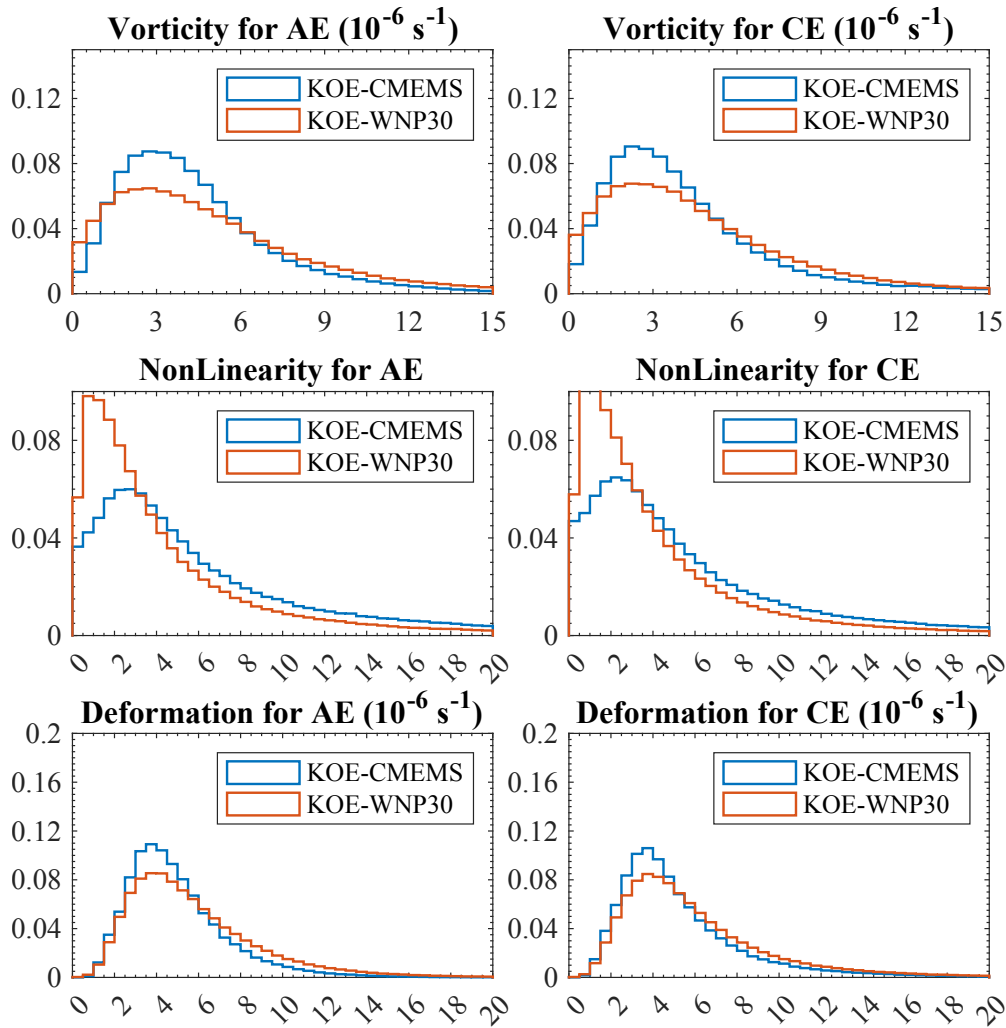 Vorticity for AE (10^-6 s^-1)
KOE-CMEMS
KOE-WNP30
0.12
0.08
0.04
0
0 3 6 9 12 15
Vorticity for CE (10^-6 s^-1)
KOE-CMEMS
KOE-WNP30
0.12
0.08
0.04
0
0 3 6 9 12 15
NonLinearity for AE
KOE-CMEMS
KOE-WNP30
0.08
0.04
0
0 2 4 6 8 10 12 14 16 18 20
NonLinearity for CE
KOE-CMEMS
KOE-WNP30
0.08
0.04
0
0 2 4 6 8 10 12 14 16 18 20
Deformation for AE (10^-6 s^-1)
KOE-CMEMS
KOE-WNP30
0.2
0.16
0.12
0.08
0.04
0
0 2 4 6 8 10 12 14 16 18 20
Deformation for CE (10^-6 s^-1)
KOE-CMEMS
KOE-WNP30
0.2
0.16
0.12
0.08
0.04
0
0 2 4 6 8 10 12 14 16 18 20